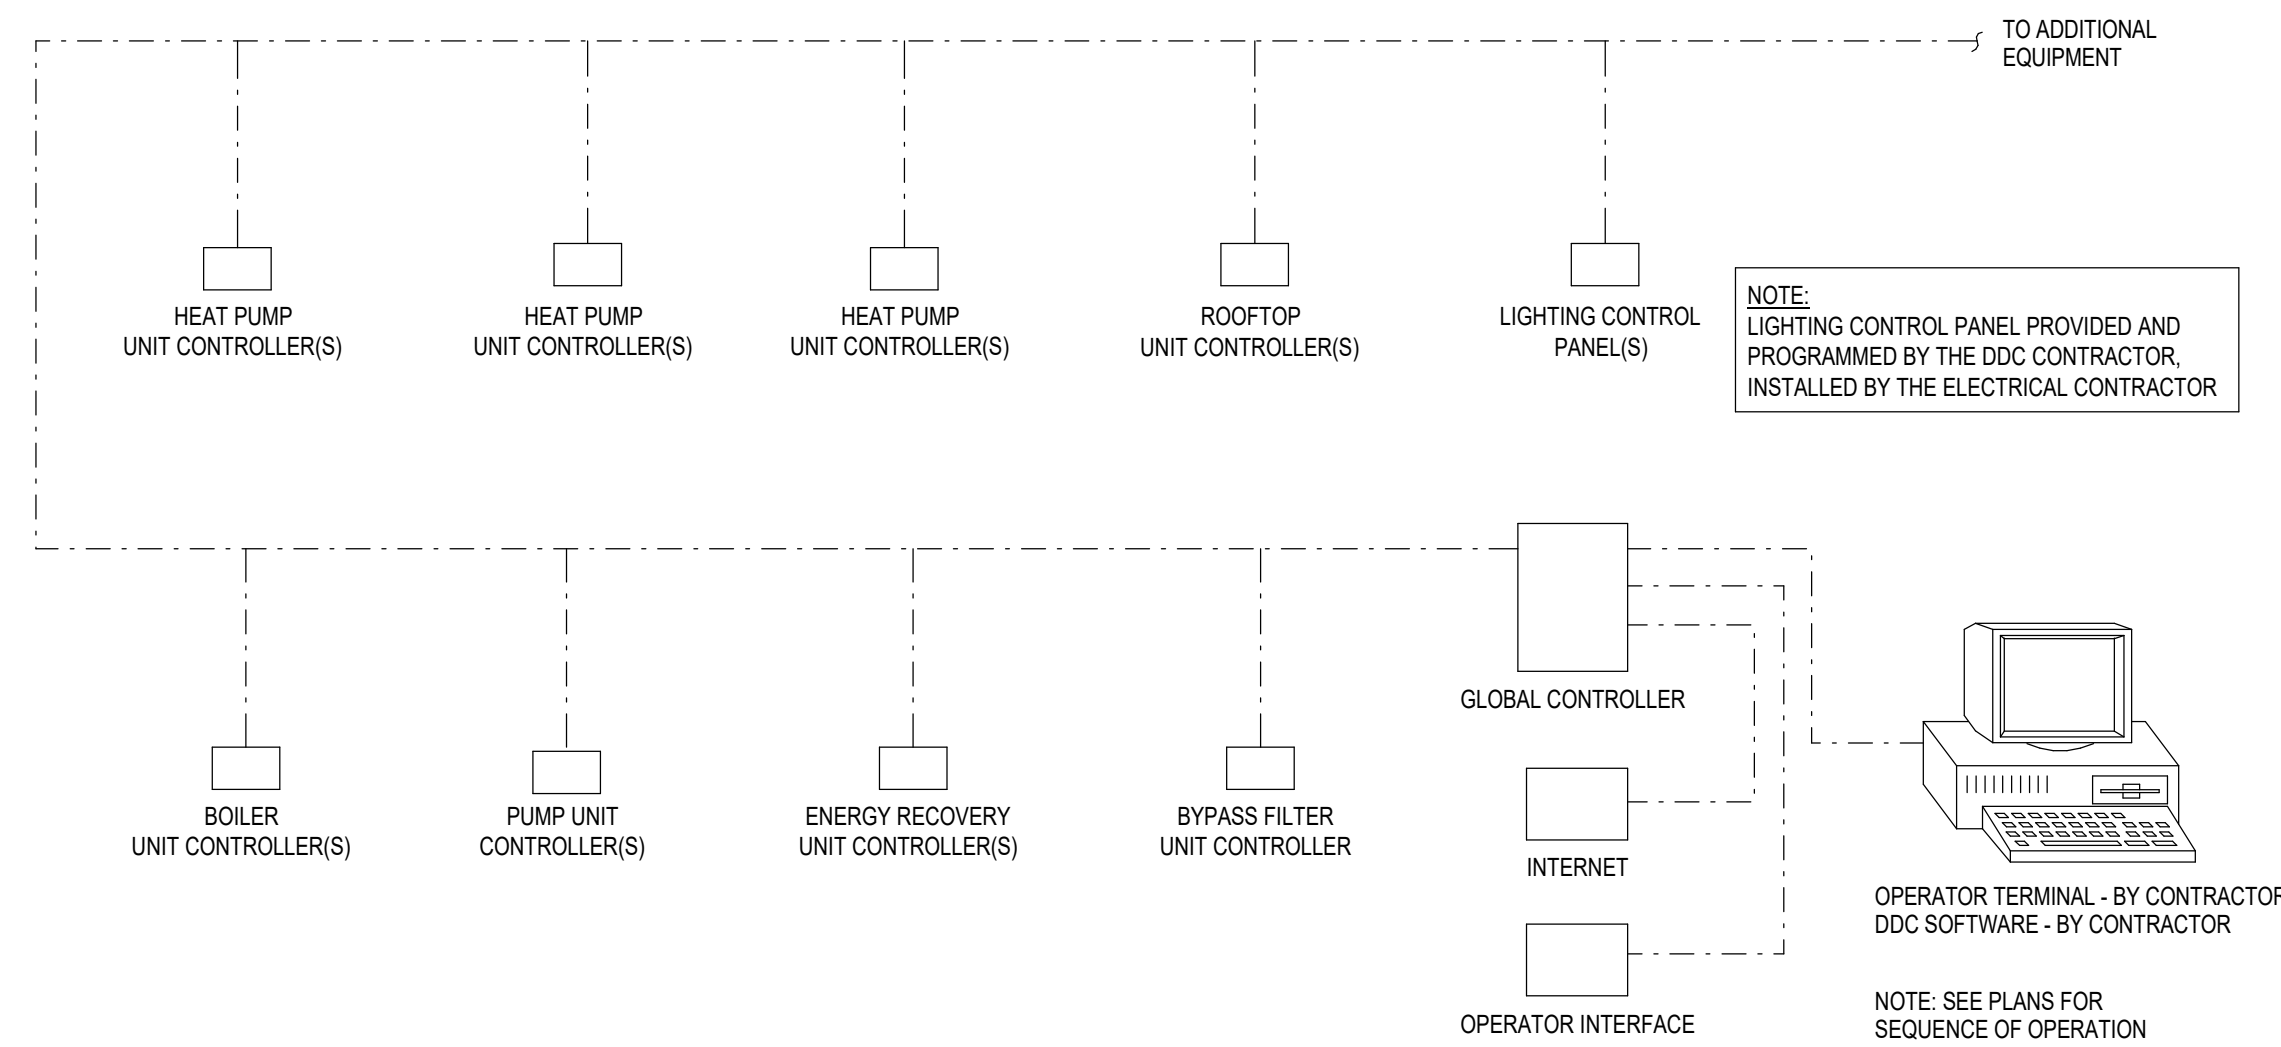 TO ADDITIONAL
EQUIPMENT
HEAT PUMP
UNIT CONTROLLER(S)
HEAT PUMP
UNIT CONTROLLER(S)
HEAT PUMP
UNIT CONTROLLER(S)
ROOFTOP
UNIT CONTROLLER(S)
LIGHTING CONTROL
PANEL(S)
NOTE:
LIGHTING CONTROL PANEL PROVIDED AND
PROGRAMMED BY THE DDC CONTRACTOR,
INSTALLED BY THE ELECTRICAL CONTRACTOR
GLOBAL CONTROLLER
BOILER
UNIT CONTROLLER(S)
PUMP UNIT
CONTROLLER(S)
ENERGY RECOVERY
UNIT CONTROLLER(S)
BYPASS FILTER
UNIT CONTROLLER
INTERNET
OPERATOR INTERFACE
OPERATOR TERMINAL - BY CONTRACTOR
DDC SOFTWARE - BY CONTRACTOR
NOTE: SEE PLANS FOR
SEQUENCE OF OPERATION